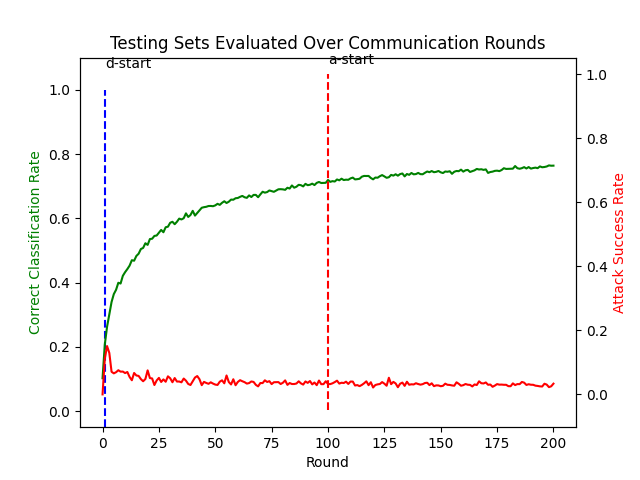 Testing Sets Evaluated Over Communication Rounds
d-start
a-start
Correct Classification Rate
1.0
0.8
0.6
0.4
0.2
0.0
1.0
0.8
0.6
0.4
0.2
0.0
Attack Success Rate
0 25 50 75 100 125 150 175 200
Round